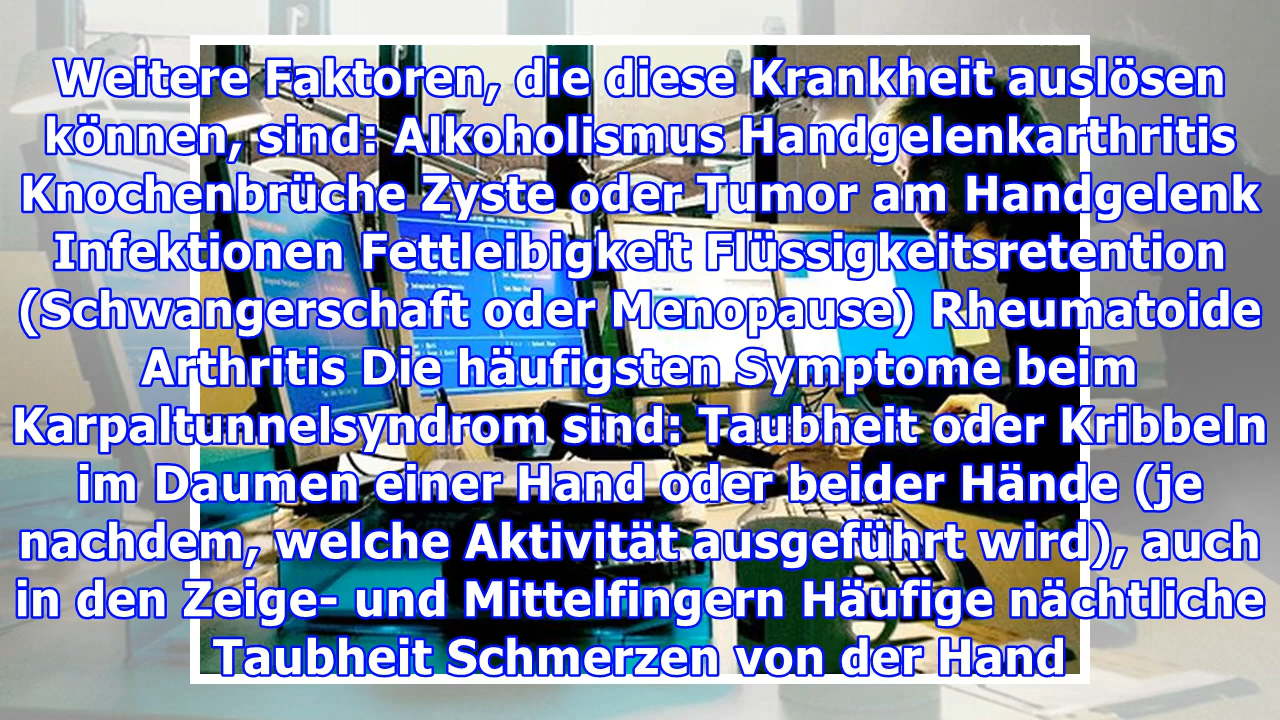 Weitere Faktoren, die diese Krankheit auslösen
können, sind: Alkoholismus Handgelenkarthritis
Knochenbrüche Zyste oder Tumor am Handgelenk
Infektionen Fettleibigkeit Flüssigkeitsretention
(Schwangerschaft oder Menopause) Rheumatoide
Arthritis Die häufigsten Symptome beim
Karpaltunnelsyndrom sind: Taubheit oder Kribbeln
im Daumen einer Hand oder beider Hände (je
nachdem, welche Aktivität ausgeführt wird), auch
in den Zeige- und Mittelfingern Häufige nächtliche
Taubheit Schmerzen von der Hand